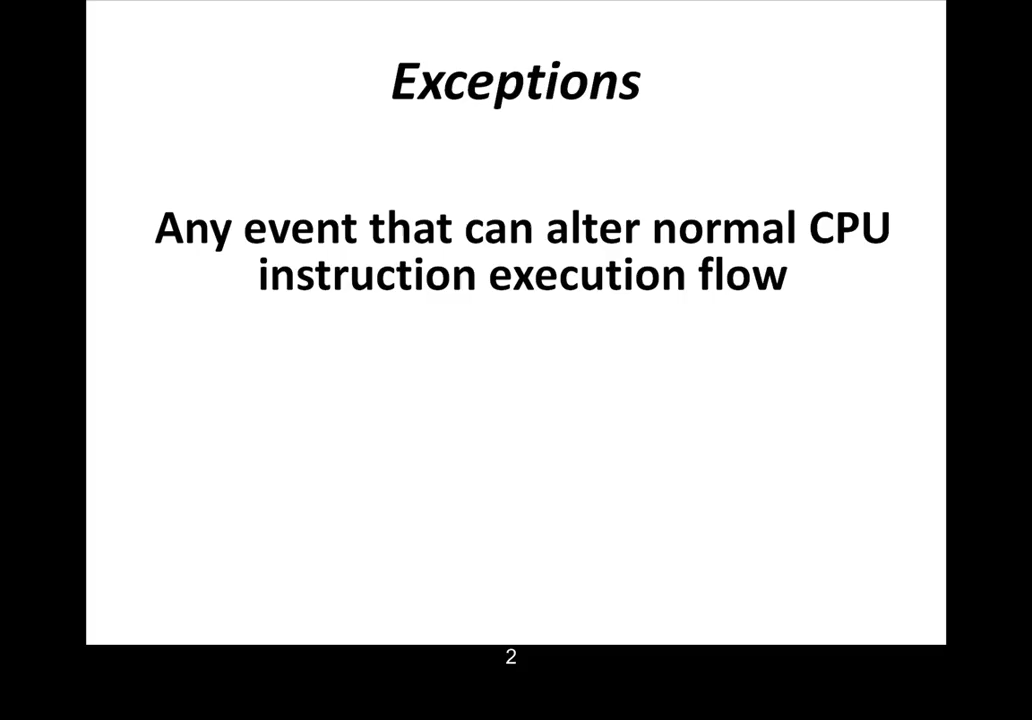 Exceptions
Any event that can alter normal CPU
instruction execution flow
2